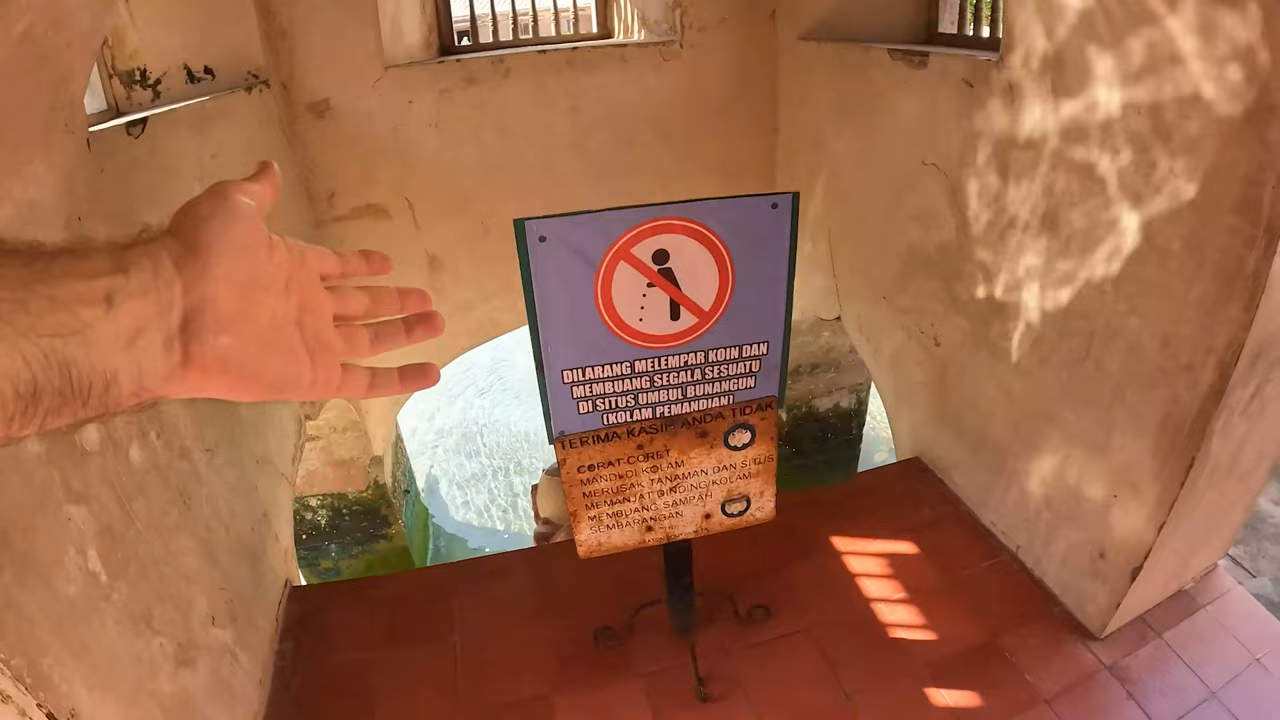 DILARANG MELEMPAR KOIN DAN
MEMBUANG SEGALA SESUATU
DI SITUS UMBUL BUNANGUN
(KOLAM PEMANDIAN)
TERIMA KASIH ANDA TIDAK
CORAT-CORET
MANDI DI KOLAM
MERUSAK TANAMAN DAN SITUS
MEMANJAT DINDING KOLAM
MEMBUANG SAMPAH
SEMBARANGAN